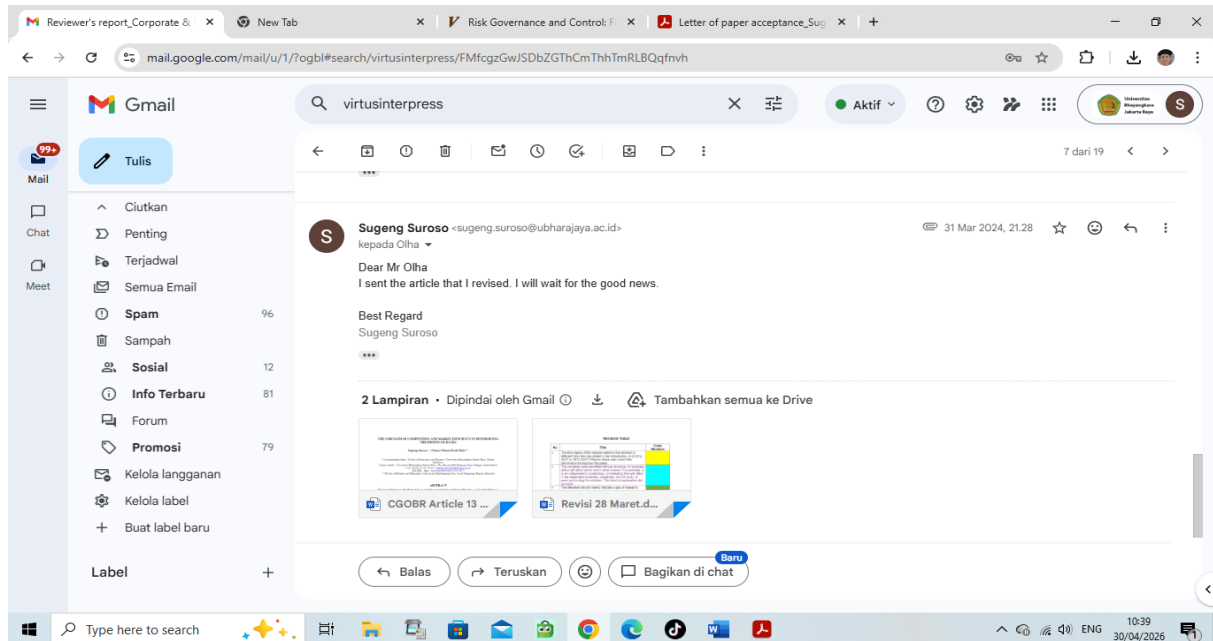 Reviewer's report_Corporate &
New Tab
Risk Governance and Control: Fi
Letter of paper acceptance_Sug
mail.google.com/mail/u/1/?ogbl#search/virtusinterpress/FMfcgzGwJSDbZGThCmThhTmRLBQqfnvh
Gmail
virtusinterpress
Aktif
Universitas
Bhayangkara
Jakarta Raya
S
99+
Mail
Chat
Meet
Tulis
7 dari 19
Ciutkan
Penting
Terjadwal
Semua Email
Spam 96
Sampah
Sosial 12
Info Terbaru 81
Forum
Promosi 79
Kelola langganan
Kelola label
Buat label baru
Label
S
Sugeng Suroso <sugeng.suroso@ubharajaya.ac.id>
31 Mar 2024, 21.28
kepada Olha
Dear Mr Olha
I sent the article that I revised. I will wait for the good news.
Best Regard
Sugeng Suroso
2 Lampiran • Dipindai oleh Gmail
Tambahkan semua ke Drive
ABSTRACT
REVISION TABLE
CGOBR Article 13 ...
Revisi 28 Maret.d...
Balas
Teruskan
Bagikan di chat
Baru
Type here to search
ENG
10:39
30/04/2026